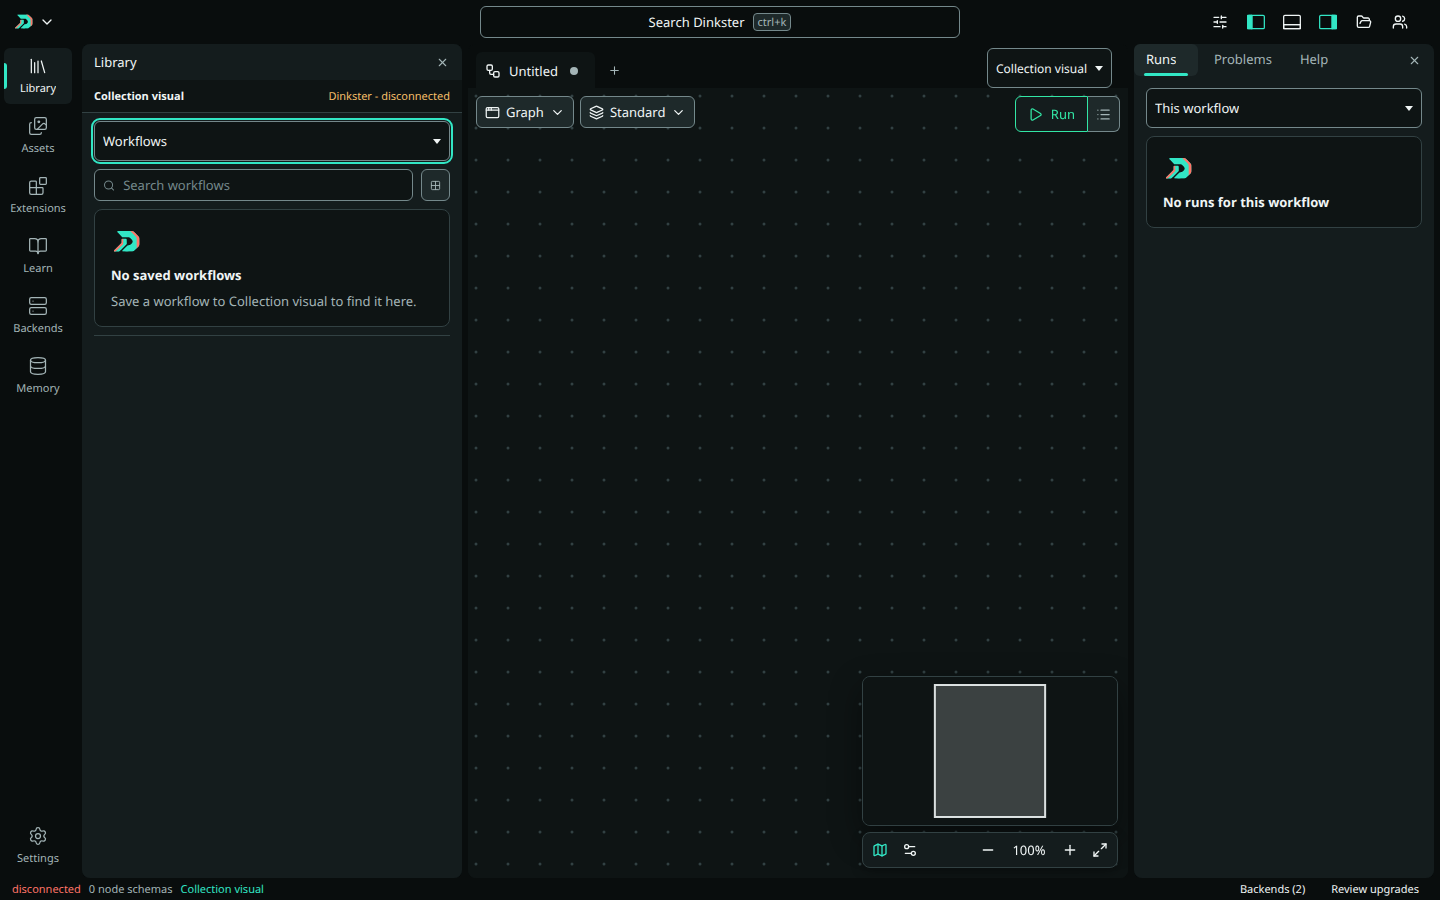 Search Dinkster ctrl+k
Library
Assets
Extensions
Learn
Backends
Memory
Settings
Library
Collection visual
Dinkster - disconnected
Workflows
Search workflows
No saved workflows
Save a workflow to Collection visual to find it here.
Untitled
Collection visual
Graph
Standard
Run
100%
Runs
Problems
Help
This workflow
No runs for this workflow
disconnected
0 node schemas
Collection visual
Backends (2)
Review upgrades